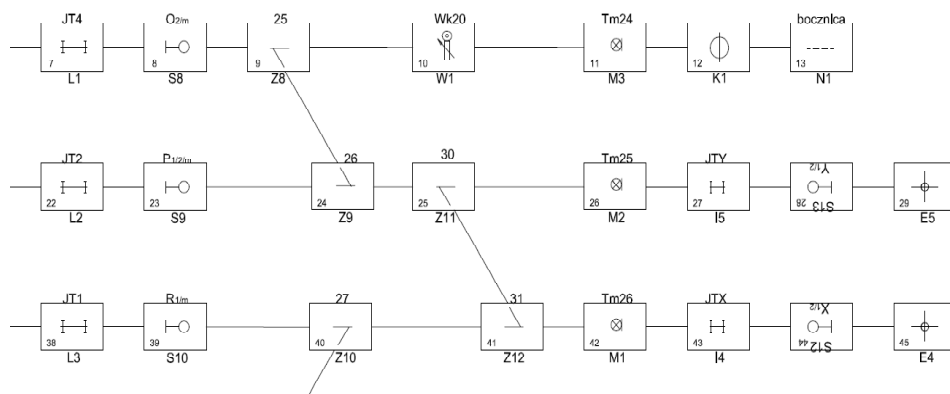 JT4 O2/m 25 Wk20 Tm24 bocznica
7 8 9 10 11 12 13
L1 S8 Z8 W1 M3 K1 N1
JT2 P1/2/m 26 30 Tm25 JTY Y1/2
22 23 24 25 26 27 28 29
L2 S9 Z9 Z11 M2 I5 S13 E5
JT1 R1/m 27 31 Tm26 JTX X1/2
38 39 40 41 42 43 44 45
L3 S10 Z10 Z12 M1 I4 S12 E4